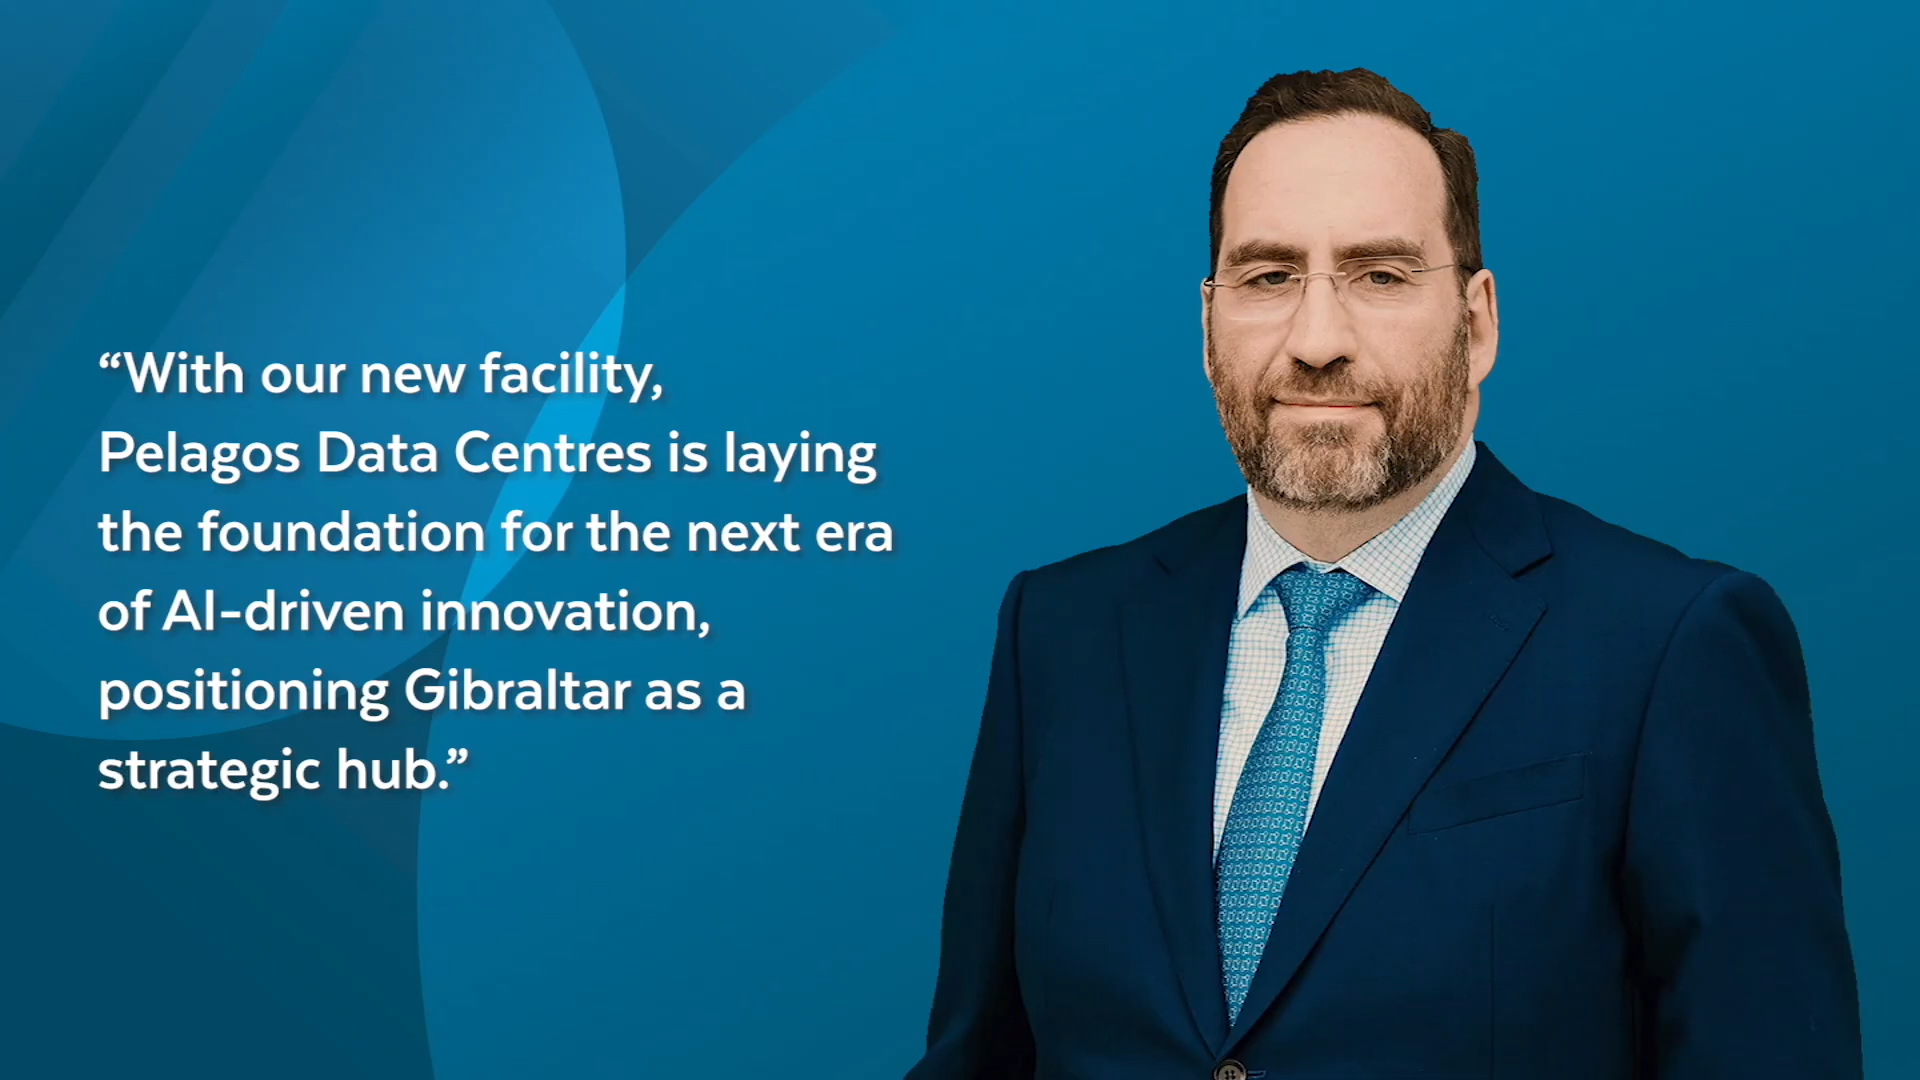 “With our new facility,
Pelagos Data Centres is laying
the foundation for the next era
of AI-driven innovation,
positioning Gibraltar as a
strategic hub.”